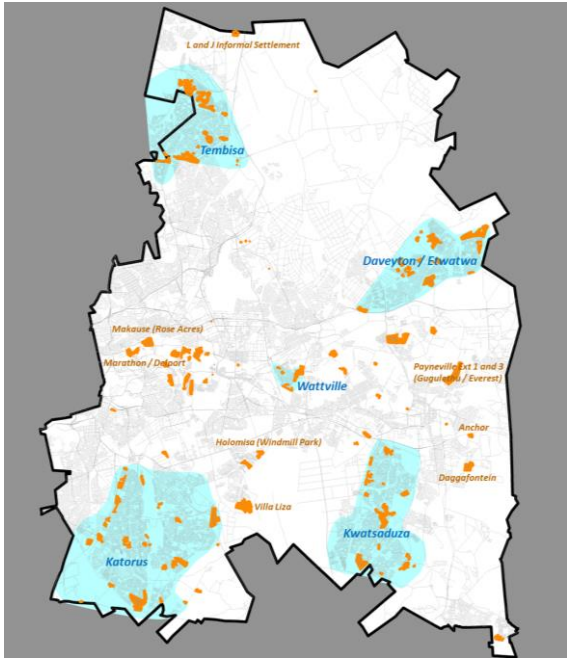 L and J Informal Settlement
Tembisa
Daveyton / Etwatwa
Makause (Rose Acres)
Marathon / Delport
Payneville Ext 1 and 3
(Gugulethu / Everest)
Wattville
Anchor
Holomisa (Windmill Park)
Daggafontein
Villa Liza
Kwatsaduza
Katorus